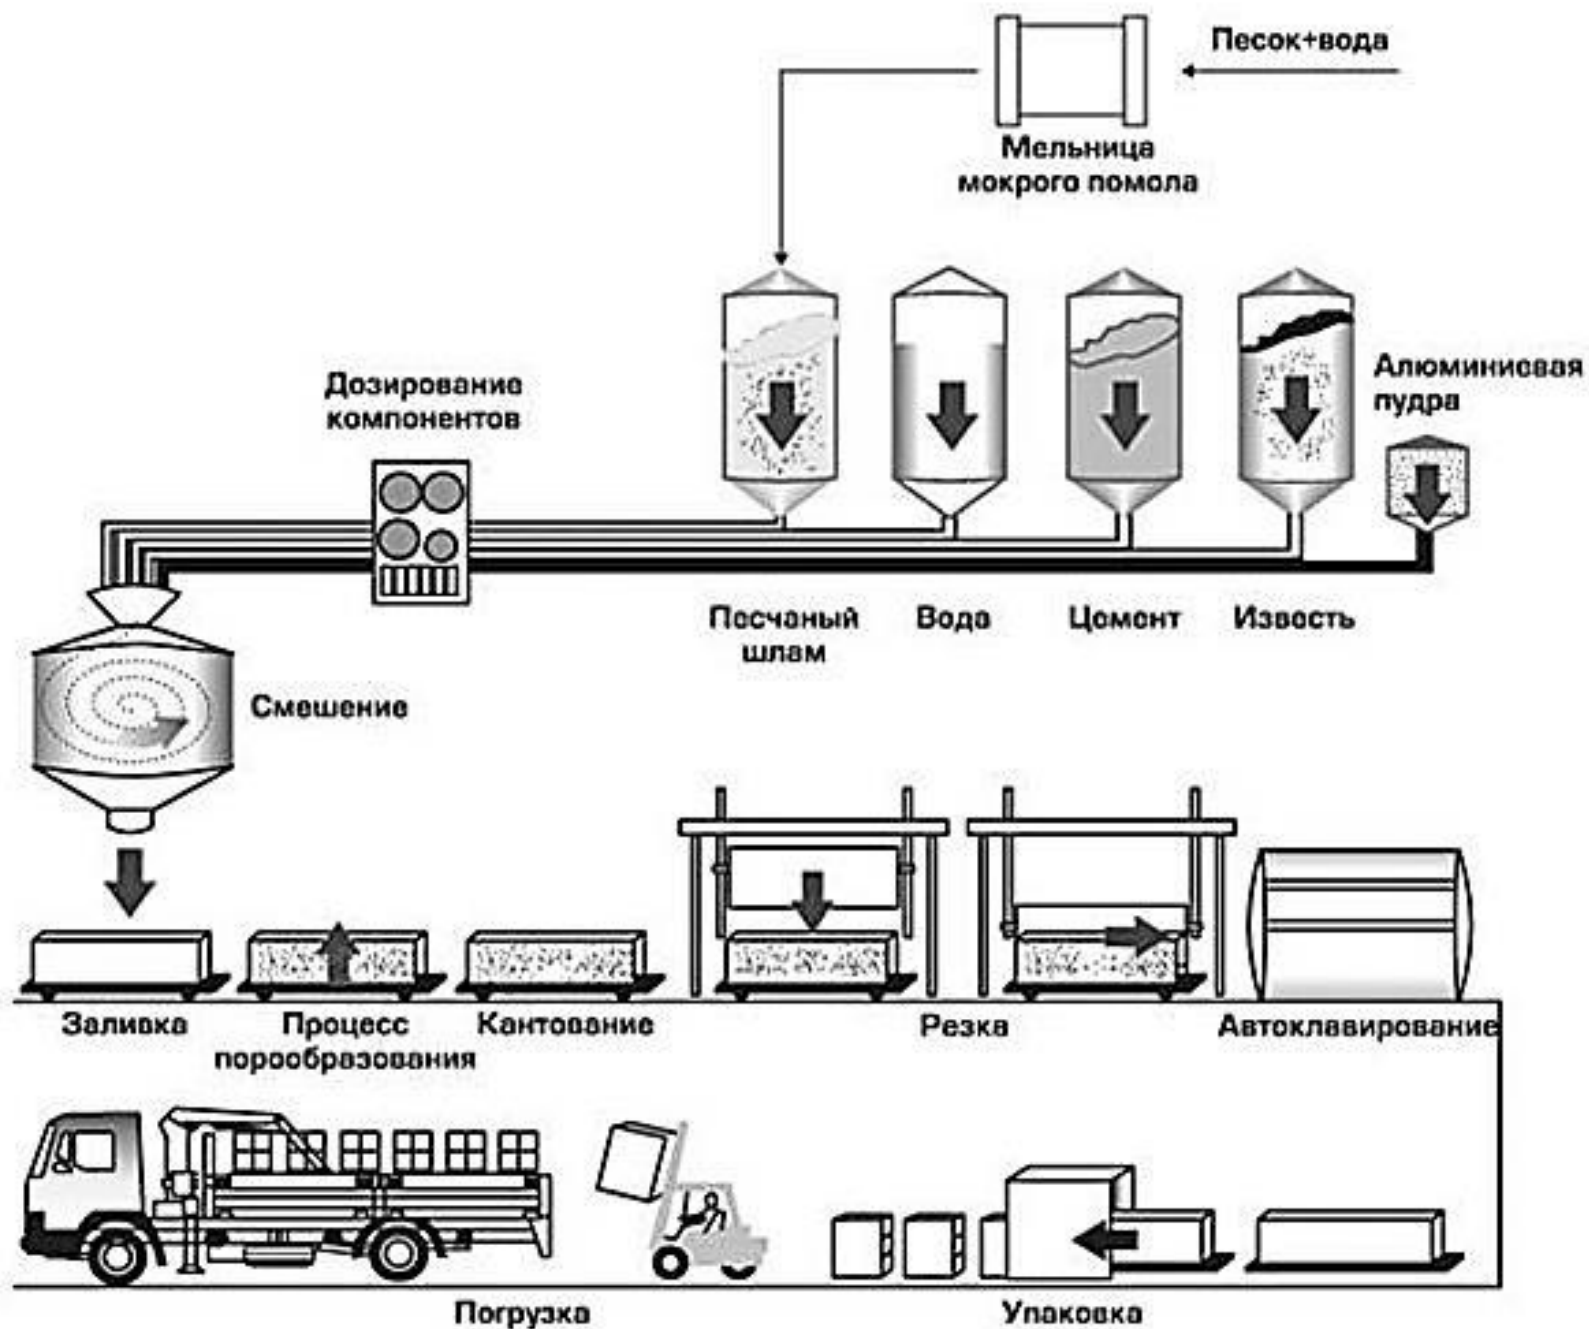 Песок+вода
Мельница
мокрого помола
Алюминиевая
пудра
Дозирование
компонентов
Песчаный
шлам
Вода
Цемент
Известь
Смешение
Заливка
Процесс
порообразования
Кантование
Резка
Автоклавирование
Погрузка
Упаковка